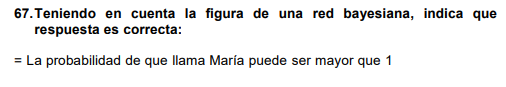 67.Teniendo en cuenta la figura de una red bayesiana, indica que
respuesta es correcta:
= La probabilidad de que llama María puede ser mayor que 1